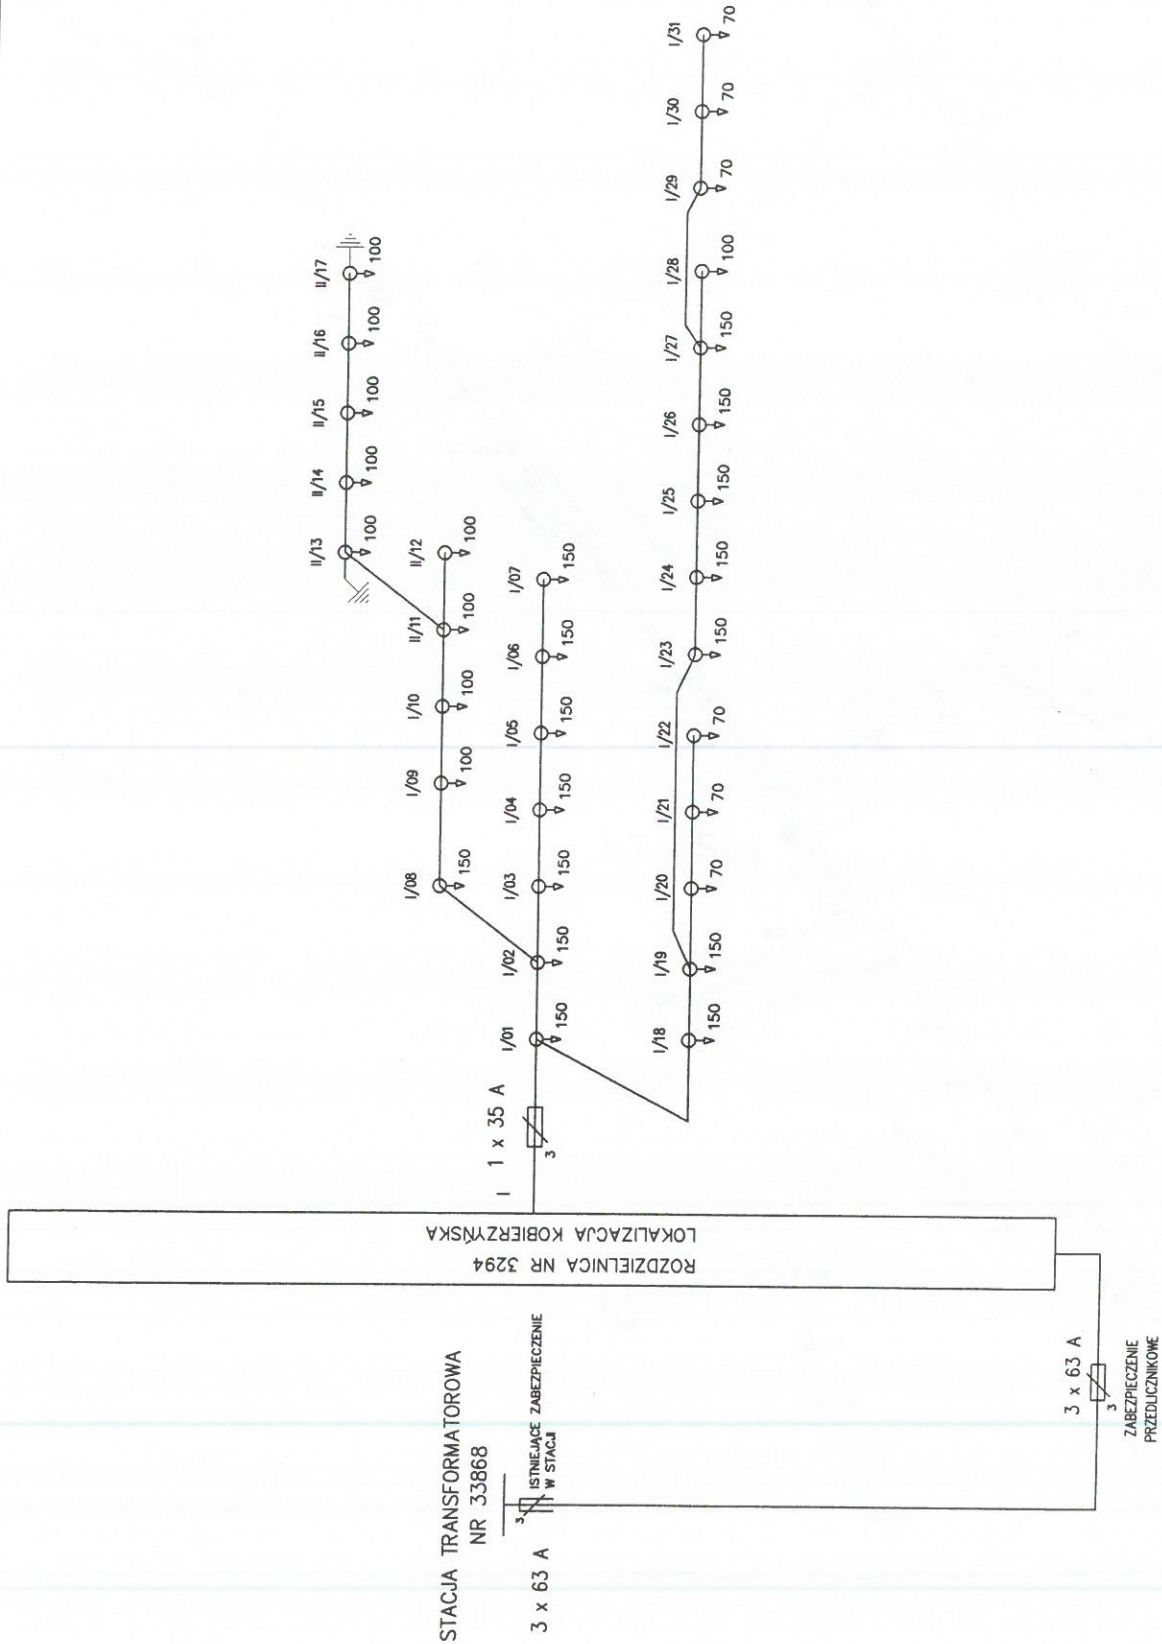 STACJA TRANSFORMATOROWA
NR 33868
3 x 63 A
3
ISTNIEJĄCE ZABEZPIECZENIE
W STACJI
3 x 63 A
3
ZABEZPIECZENIE
PRZEDLICZNIKOWE
ROZDZIELNICA NR 3294
LOKALIZACJA KOBIERZYŃSKA
I 1 x 35 A
3
II/13
100
II/14
100
II/15
100
II/16
100
II/17
100
I/08
150
I/09
100
I/10
100
II/11
100
II/12
100
I/01
150
I/02
150
I/03
150
I/04
150
I/05
150
I/06
150
I/07
150
I/18
150
I/19
150
I/20
70
I/21
70
I/22
70
I/23
150
I/24
150
I/25
150
I/26
150
I/27
150
I/28
100
I/29
70
I/30
70
I/31
70